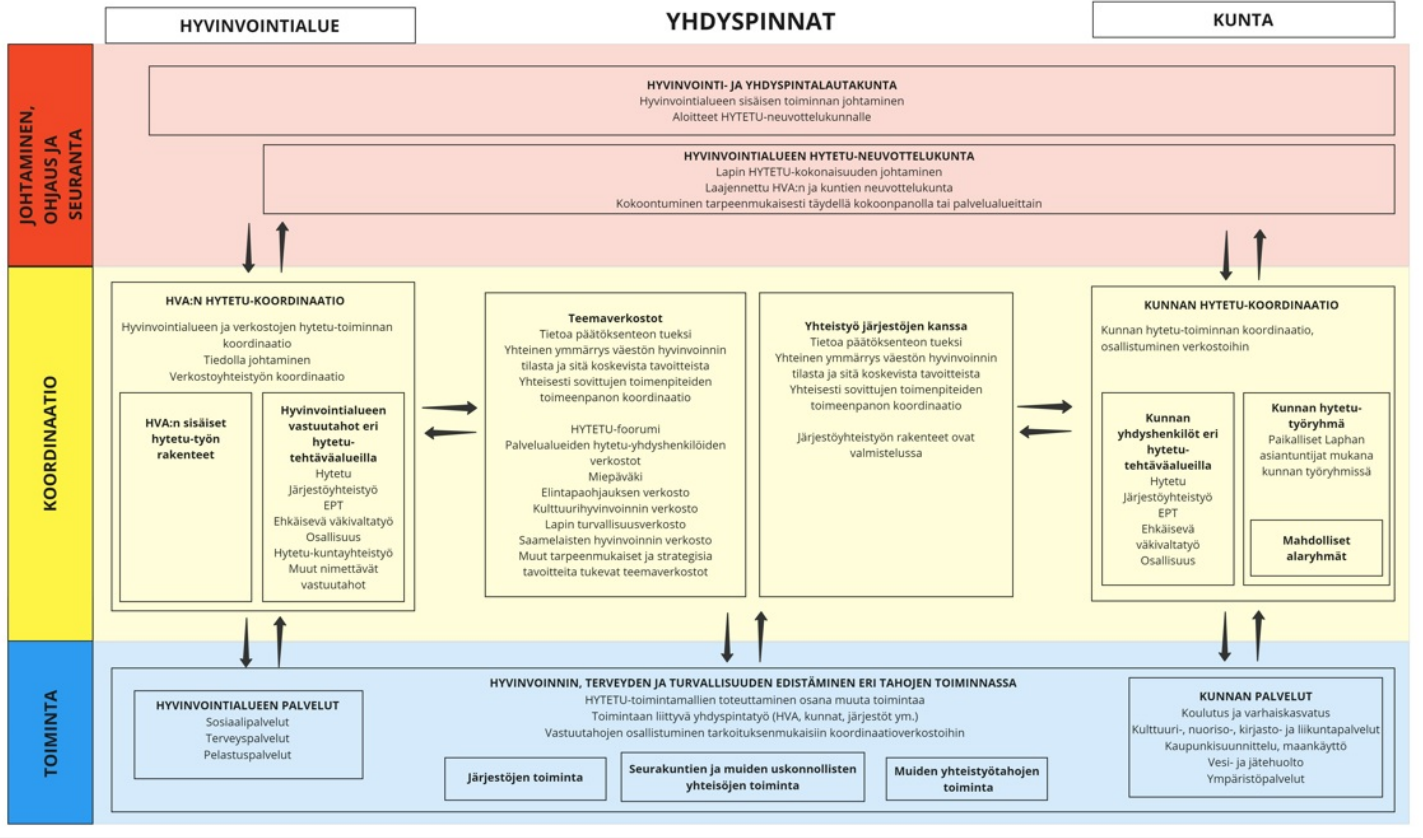 HYVINVOINTIALUE
YHDYSPINNAT
KUNTA
JOHTAMINEN,
OHJAUS JA
SEURANTA
HYVINVOINTI- JA YHDYSPINTALAUTAKUNTA
Hyvinvointialueen sisäisen toiminnan johtaminen
Aloitteet HYTETU-neuvottelukunnalle
HYVINVOINTIALUEEN HYTETU-NEUVOTTELUKUNTA
Lapin HYTETU-kokonaisuuden johtaminen
Laajennettu HVA:n ja kuntien neuvottelukunta
Kokoontuminen tarpeenmukaisesti täydellä kokoonpanolla tai palvelualueittain
KOORDINAATIO
HVA:N HYTETU-KOORDINAATIO
Hyvinvointialueen ja verkostojen hytetu-toiminnan
koordinaatio
Tiedolla johtaminen
Verkostoyhteistyön koordinaatio
HVA:n sisäiset
hytetu-työn
rakenteet
Hyvinvointialueen
vastuutahot eri
hytetu-
tehtäväalueilla
Hytetu
Järjestöyhteistyö
EPT
Ehkäisevä väkivaltatyö
Osallisuus
Hytetu-kuntayhteistyö
Muut nimettävät
vastuutahot
Teemaverkostot
Tietoa päätöksenteon tueksi
Yhteinen ymmärrys väestön hyvinvoinnin
tilasta ja sitä koskevista tavoitteista
Yhteisesti sovittujen toimenpiteiden
toimeenpanon koordinaatio
HYTETU-foorumi
Palvelualueiden hytetu-yhdyshenkilöiden
verkostot
Miepäväki
Elintapaohjauksen verkosto
Kulttuurihyvinvoinnin verkosto
Lapin turvallisuusverkosto
Saamelaisten hyvinvoinnin verkosto
Muut tarpeenmukaiset ja strategisia
tavoitteita tukevat teemaverkostot
Yhteistyö järjestöjen kanssa
Tietoa päätöksenteon tueksi
Yhteinen ymmärrys väestön hyvinvoinnin
tilasta ja sitä koskevista tavoitteista
Yhteisesti sovittujen toimenpiteiden
toimeenpanon koordinaatio
Järjestöyhteistyön rakenteet ovat
valmistelussa
KUNNAN HYTETU-KOORDINAATIO
Kunnan hytetu-toiminnan koordinaatio,
osallistuminen verkostoihin
Kunnan
yhdyshenkilöt eri
hytetu-
tehtäväalueilla
Hytetu
Järjestöyhteistyö
EPT
Ehkäisevä
väkivaltatyö
Osallisuus
Kunnan hytetu-
työryhmä
Paikalliset Laphan
asiantuntijat mukana
kunnan työryhmissä
Mahdolliset
alaryhmät
TOIMINTA
HYVINVOINTIALUEEN PALVELUT
Sosiaalipalvelut
Terveyspalvelut
Pelastuspalvelut
HYVINVOINNIN, TERVEYDEN JA TURVALLISUUDEN EDISTÄMINEN ERI TAHOJEN TOIMINNASSA
HYTETU-toimintamallien toteuttaminen osana muuta toimintaa
Toimintaan liittyvä yhdyspintatyö (HVA, kunnat, järjestöt ym.)
Vastuutahojen osallistuminen tarkoituksenmukaisiin koordinaatioverkostoihin
Järjestöjen toiminta
Seurakuntien ja muiden uskonnollisten
yhteisöjen toiminta
Muiden yhteistyötahojen
toiminta
KUNNAN PALVELUT
Koulutus ja varhaiskasvatus
Kulttuuri-, nuoriso-, kirjasto- ja liikuntapalvelut
Kaupunkisuunnittelu, maankäyttö
Vesi- ja jätehuolto
Ympäristöpalvelut